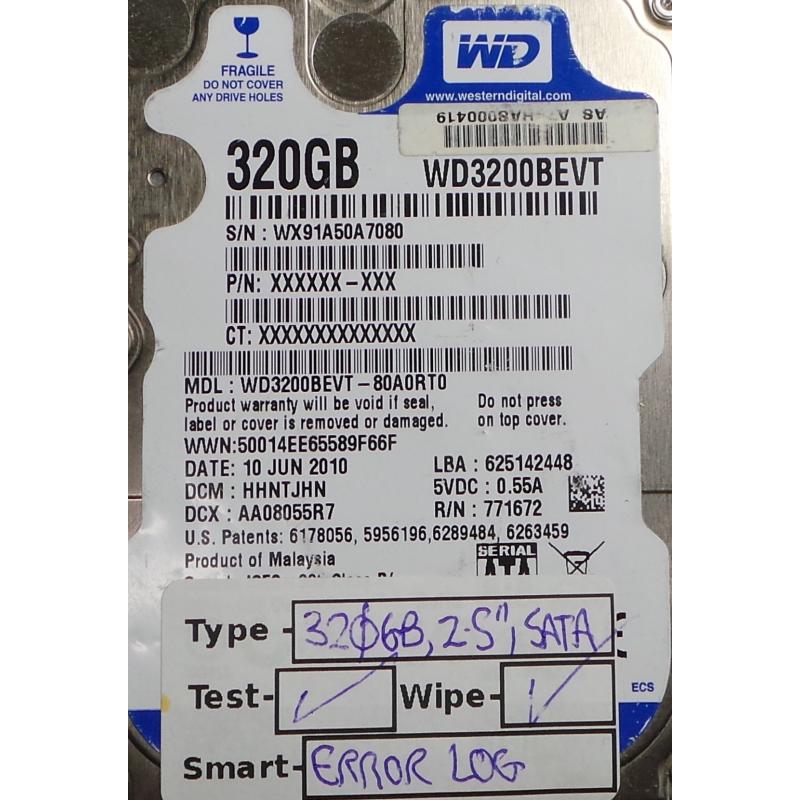 FRAGILE
DO NOT COVER
ANY DRIVE HOLES
WD
www.westerndigital.com
AS A7-HA8000419
320GB WD3200BEVT
S/N : WX91A50A7080
P/N: XXXXXX-XXX
CT: XXXXXXXXXXXXXX
MDL : WD3200BEVT-80A0RT0
Product warranty will be void if seal, Do not press
label or cover is removed or damaged. on top cover.
WWN:50014EE65589F66F
DATE: 10 JUN 2010 LBA : 625142448
DCM : HHNTJHN 5VDC : 0.55A
DCX : AA08055R7 R/N : 771672
U.S. Patents: 6178056, 5956196,6289484, 6263459
Product of Malaysia SERIAL
ATA
Type - 320GB, 2.5", SATA
Test- ✓ Wipe- ✓
ECS
Smart- ERROR LOG